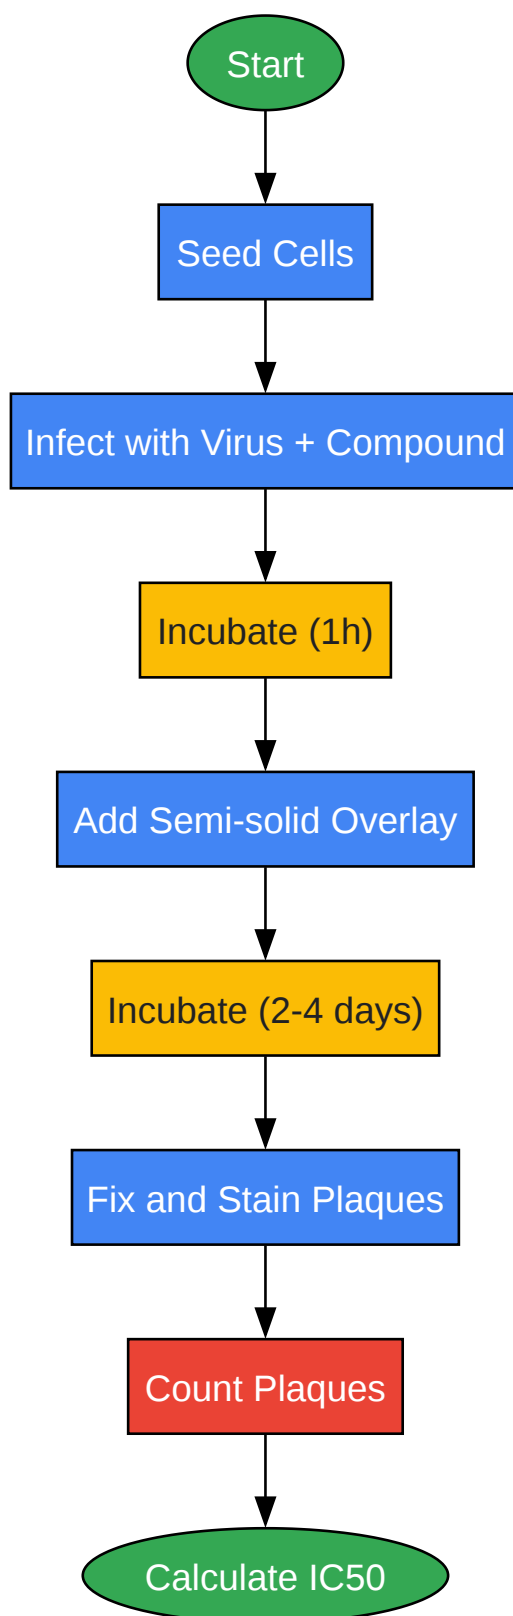 Start
Seed Cells
Infect with Virus + Compound
Incubate (1h)
Add Semi-solid Overlay
Incubate (2-4 days)
Fix and Stain Plaques
Count Plaques
Calculate IC50